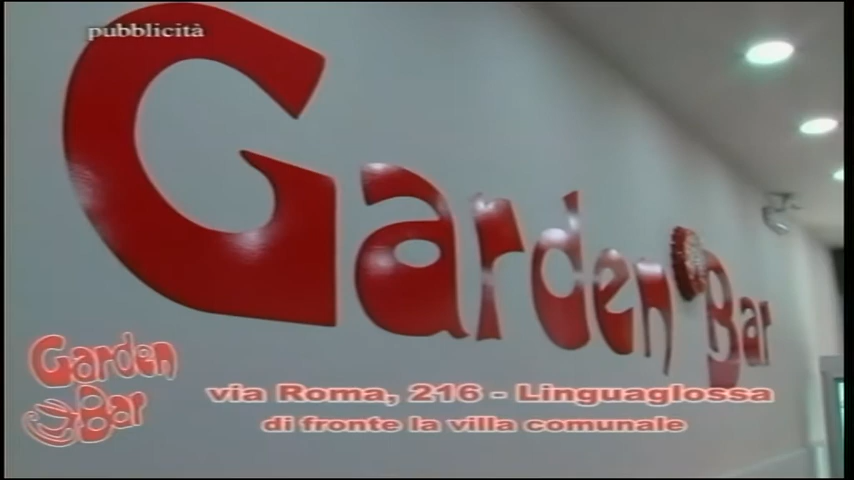 pubblicità
Garden Bar
Garden
Bar
via Roma, 216 - Linguaglossa
di fronte la villa comunale